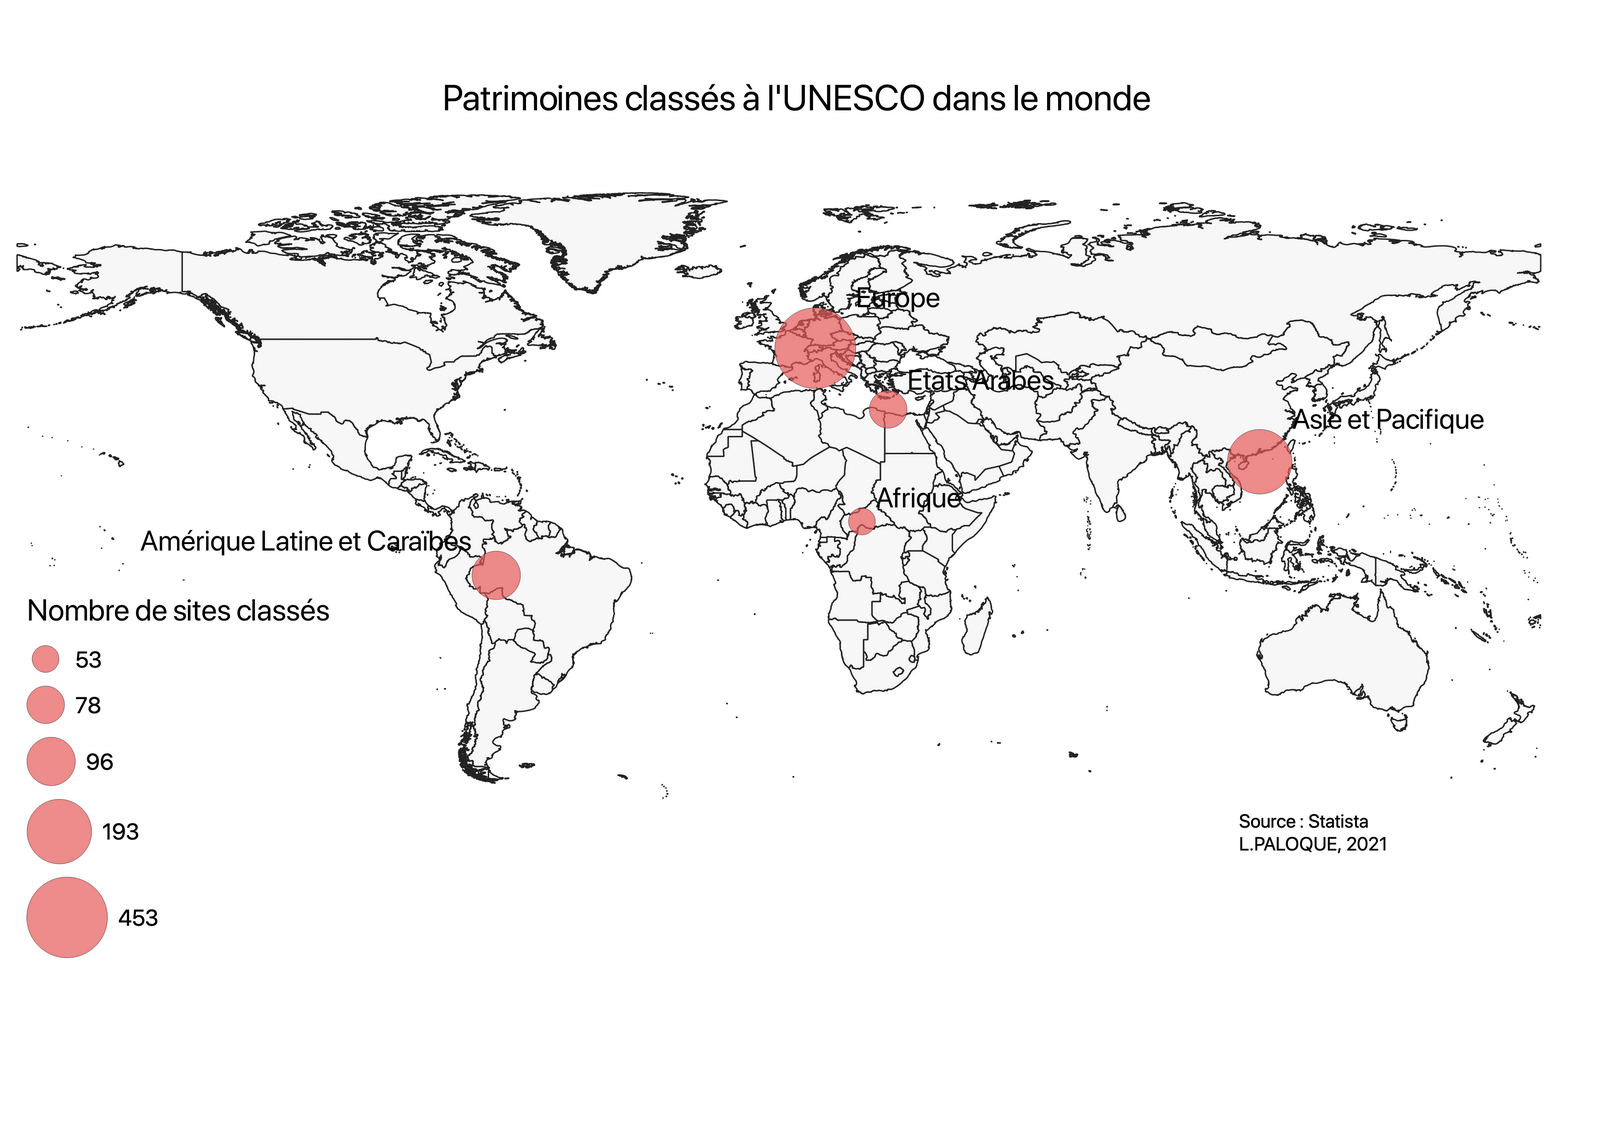 Patrimoines classés à l'UNESCO dans le monde
Europe
Etats Arabes
Asie et Pacifique
Afrique
Amérique Latine et Caraïbes
Nombre de sites classés
53
78
96
193
453
Source : Statista
L.PALOQUE, 2021